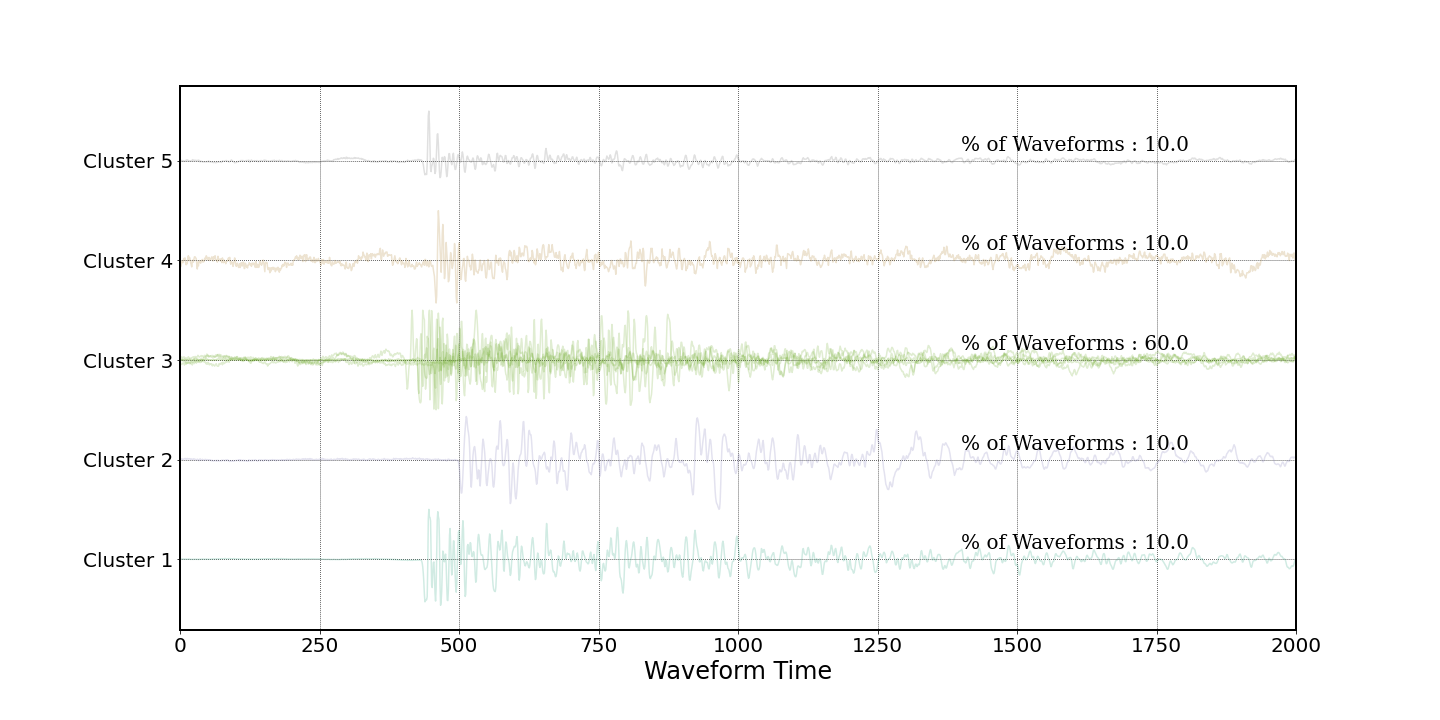 Cluster 5
% of Waveforms : 10.0
Cluster 4
% of Waveforms : 10.0
Cluster 3
% of Waveforms : 60.0
Cluster 2
% of Waveforms : 10.0
Cluster 1
% of Waveforms : 10.0
0 250 500 750 1000 1250 1500 1750 2000
Waveform Time